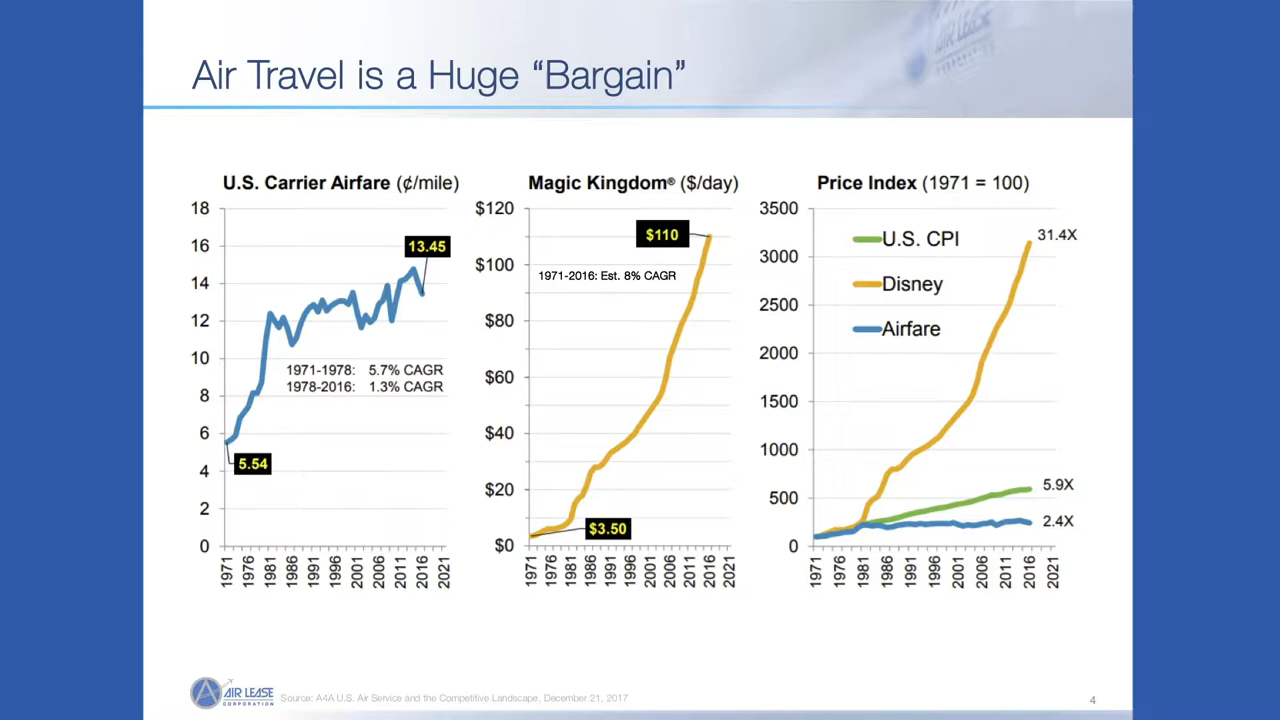 AIR LEASE
CORPORATION
Air Travel is a Huge “Bargain”
U.S. Carrier Airfare (¢/mile)
18
16
14
12
10
8
6
4
2
0
13.45
1971-1978: 5.7% CAGR
1978-2016: 1.3% CAGR
5.54
1971 1976 1981 1986 1991 1996 2001 2006 2011 2016 2021
Magic Kingdom® ($/day)
$120
$100
$80
$60
$40
$20
$0
$110
1971-2016: Est. 8% CAGR
$3.50
1971 1976 1981 1986 1991 1996 2001 2006 2011 2016 2021
Price Index (1971 = 100)
3500
3000
2500
2000
1500
1000
500
0
U.S. CPI
Disney
Airfare
31.4X
5.9X
2.4X
1971 1976 1981 1986 1991 1996 2001 2006 2011 2016 2021
AIR LEASE
CORPORATION
Source: A4A U.S. Air Service and the Competitive Landscape, December 21, 2017
4